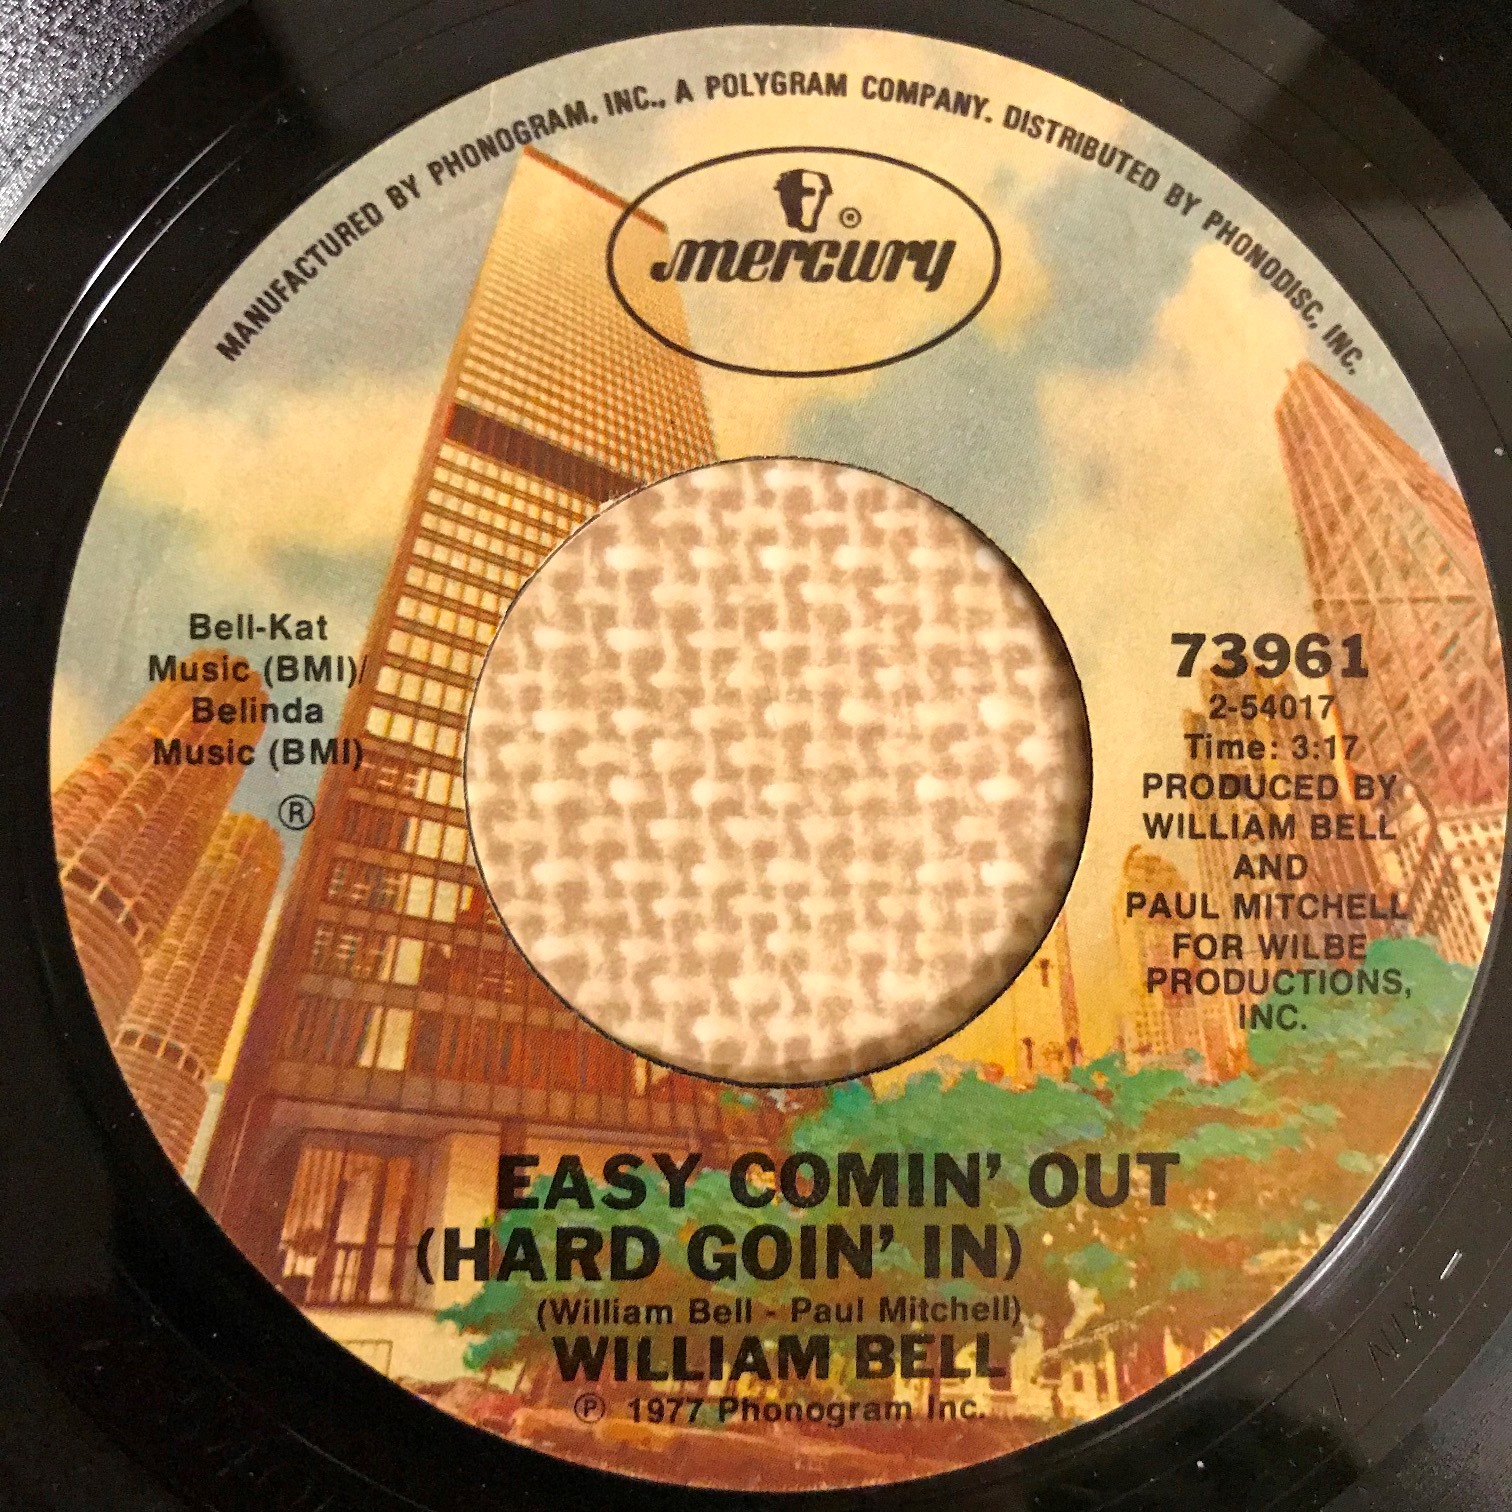 MANUFACTURED BY PHONOGRAM, INC., A POLYGRAM COMPANY. DISTRIBUTED BY PHONODISC, INC.
®
mercury
Bell-Kat
Music (BMI)/
Belinda
Music (BMI)
Ⓡ
73961
2-54017
Time: 3:17
PRODUCED BY
WILLIAM BELL
AND
PAUL MITCHELL
FOR WILBE
PRODUCTIONS,
INC.
EASY COMIN' OUT
(HARD GOIN' IN)
(William Bell - Paul Mitchell)
WILLIAM BELL
℗ 1977 Phonogram Inc.